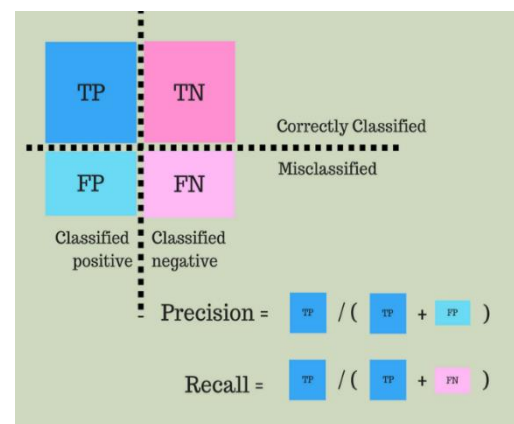 TP TN
Correctly Classified
Misclassified
FP FN
Classified Classified
positive negative
Precision = TP / ( TP + FP )
Recall = TP / ( TP + FN )